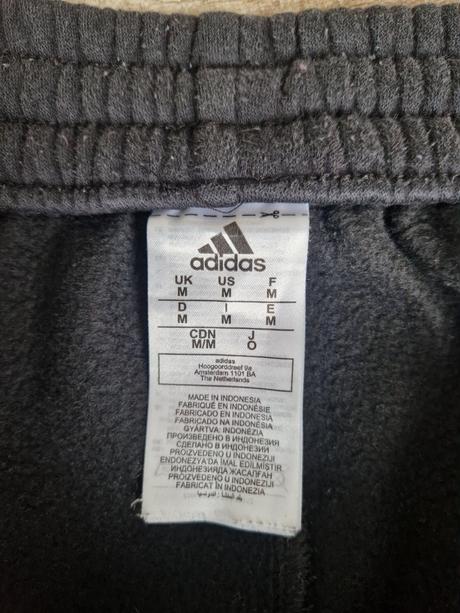 adidas
UK US F
M M M
D I E
M M M
CDN J
M/M O
adidas
Hoogoorddreef 9a
Amsterdam 1101 BA
The Netherlands
MADE IN INDONESIA
FABRIQUÉ EN INDONÉSIE
FABRICADO EN INDONESIA
FABRICADO NA INDONÉSIA
GYÁRTVA: INDONÉZIA
ПРОИЗВЕДЕНО В ИНДОНЕЗИЯ
СДЕЛАНО В ИНДОНЕЗИИ
PROIZVEDENO U INDONEZIJI
ENDONEZYA'DA İMAL EDİLMİSTİR
ИНДОНЕЗИЯДА ЖАСАЛҒАН
PROIZVEDENO U INDONEZIJI
FABRICAT IN INDONEZIA